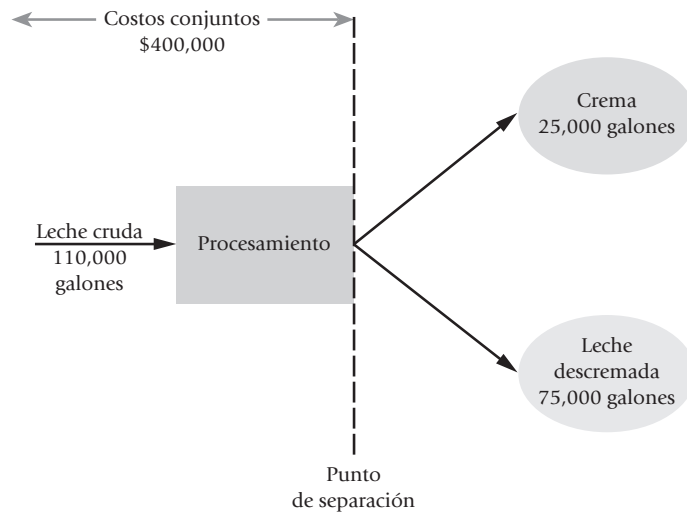 Costos conjuntos
$400,000
Crema
25,000 galones
Leche cruda
110,000
galones
Procesamiento
Leche
descremada
75,000 galones
Punto
de separación